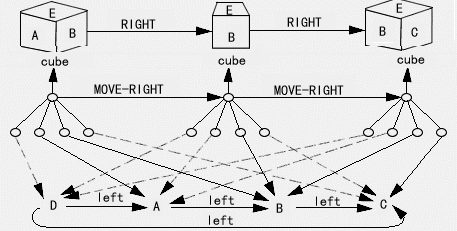 E RIGHT E RIGHT E
A B B B C
cube cube cube
MOVE-RIGHT MOVE-RIGHT
D left A left B left C
left